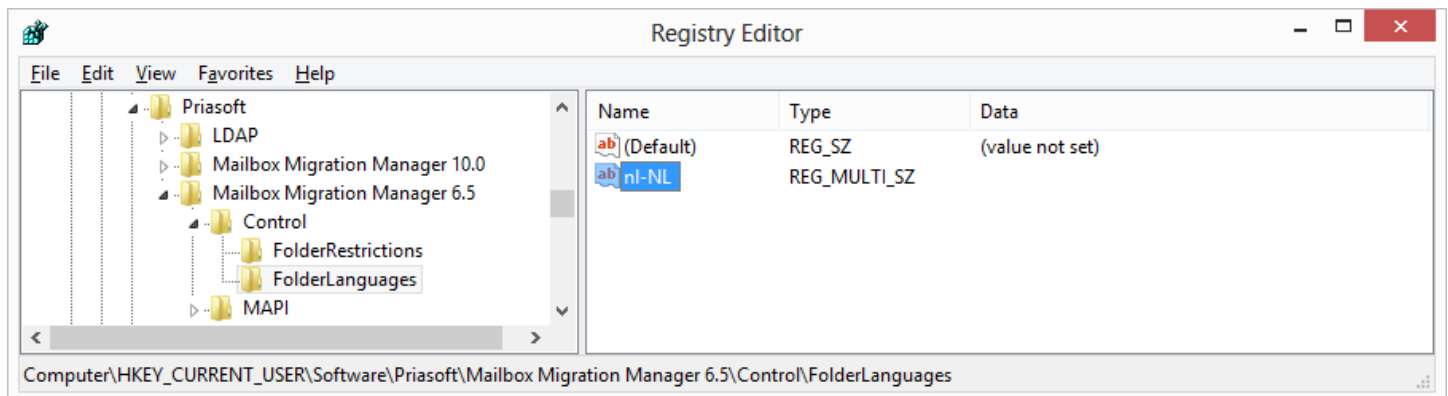 Registry Editor
File Edit View Favorites Help
Priasoft
LDAP
Mailbox Migration Manager 10.0
Mailbox Migration Manager 6.5
Control
FolderRestrictions
FolderLanguages
MAPI
Name Type Data
ab (Default) REG_SZ (value not set)
ab nl-NL REG_MULTI_SZ
Computer\HKEY_CURRENT_USER\Software\Priasoft\Mailbox Migration Manager 6.5\Control\FolderLanguages